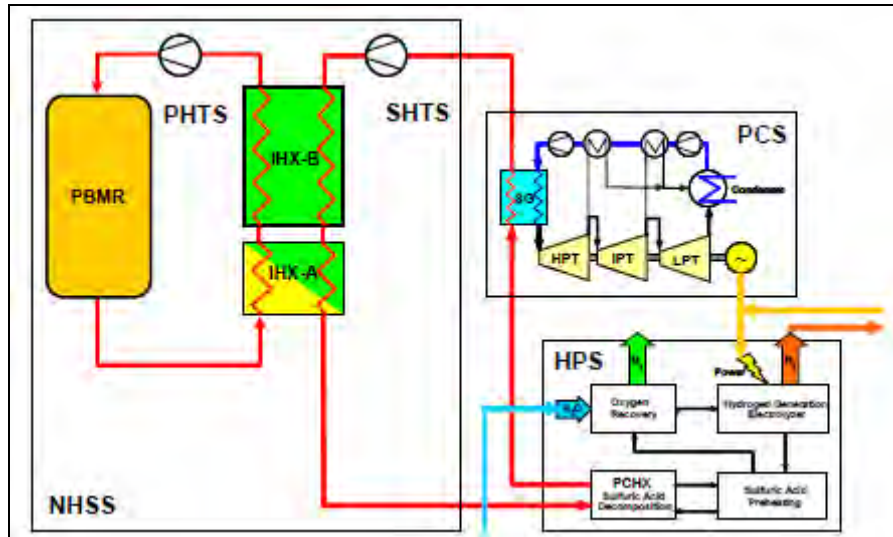 PHTS
SHTS
PBMR
IHX-B
IHX-A
NHSS
PCS
SG
Condenser
HPT
IPT
LPT
~
HPS
Power
H₂O
Oxygen
Recovery
Hydrogen Generation
Electrolyzer
PCHX
Sulfuric Acid
Decomposition
Sulfuric Acid
Preheating